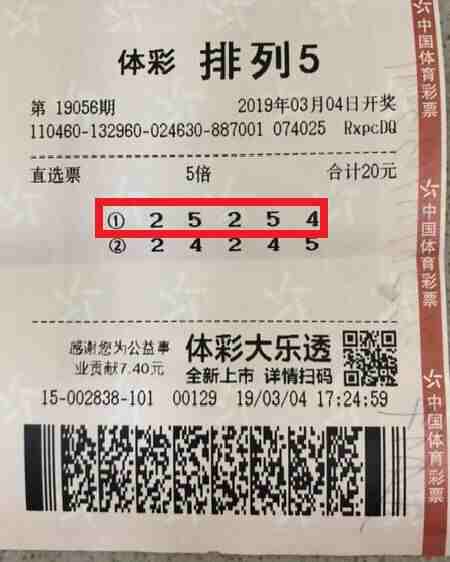 体彩 排列5
第 19056期 2019年03月04日开奖
110460-132960-024630-887001 074025 RxpcDQ
直选票 5倍 合计20元
① 2 5 2 5 4
② 2 4 2 4 5
感谢您为公益事
业贡献7.40元
体彩大乐透
全新上市 详情扫码
15-002838-101 00129 19/03/04 17:24:59
中国体育彩票
中国体育彩票
中国体育彩票